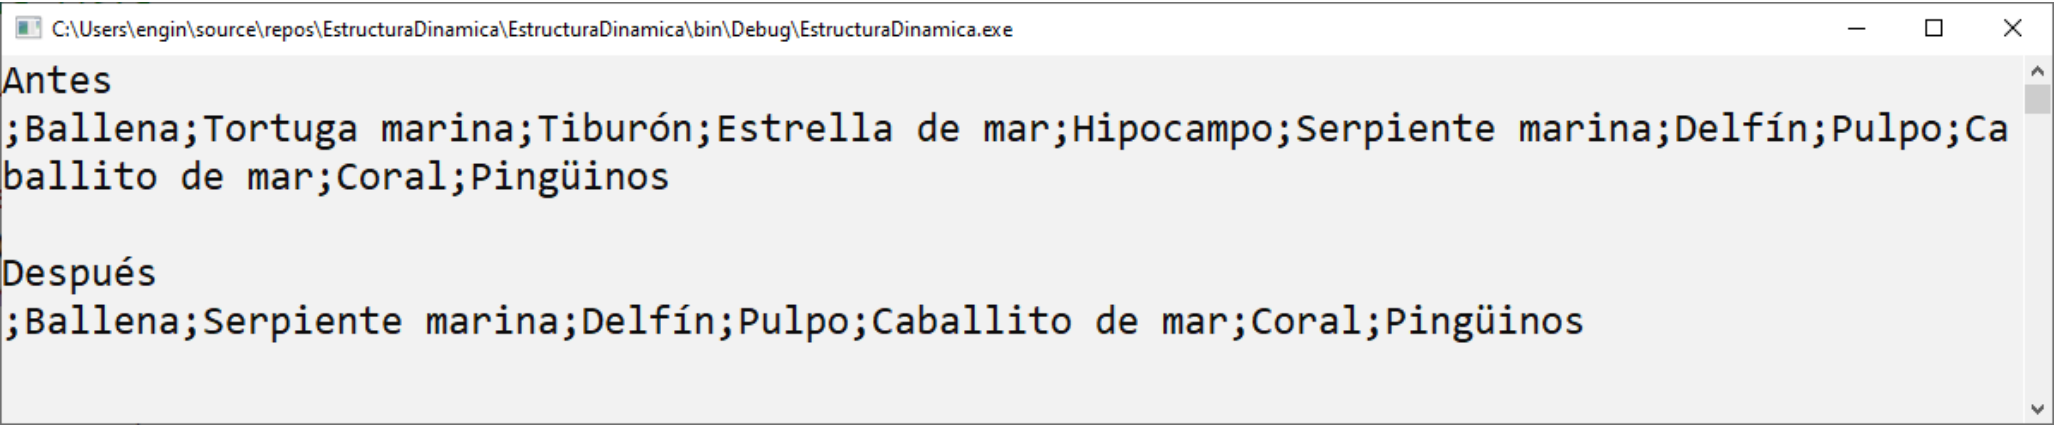 C:\Users\engin\source\repos\EstructuraDinamica\EstructuraDinamica\bin\Debug\EstructuraDinamica.exe
Antes
;Ballena;Tortuga marina;Tiburón;Estrella de mar;Hipocampo;Serpiente marina;Delfín;Pulpo;Ca
ballito de mar;Coral;Pingüinos
Después
;Ballena;Serpiente marina;Delfín;Pulpo;Caballito de mar;Coral;Pingüinos